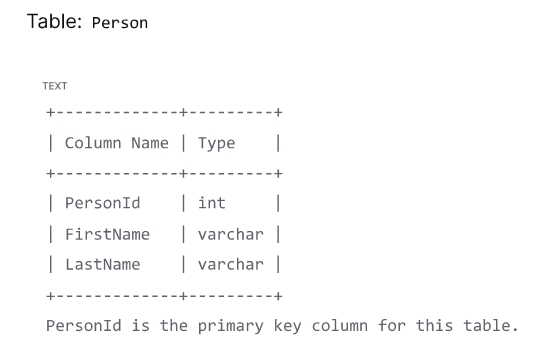 Table: Person
TEXT
+-------------+---------+
| Column Name | Type    |
+-------------+---------+
| PersonId    | int     |
| FirstName   | varchar |
| LastName    | varchar |
+-------------+---------+
PersonId is the primary key column for this table.